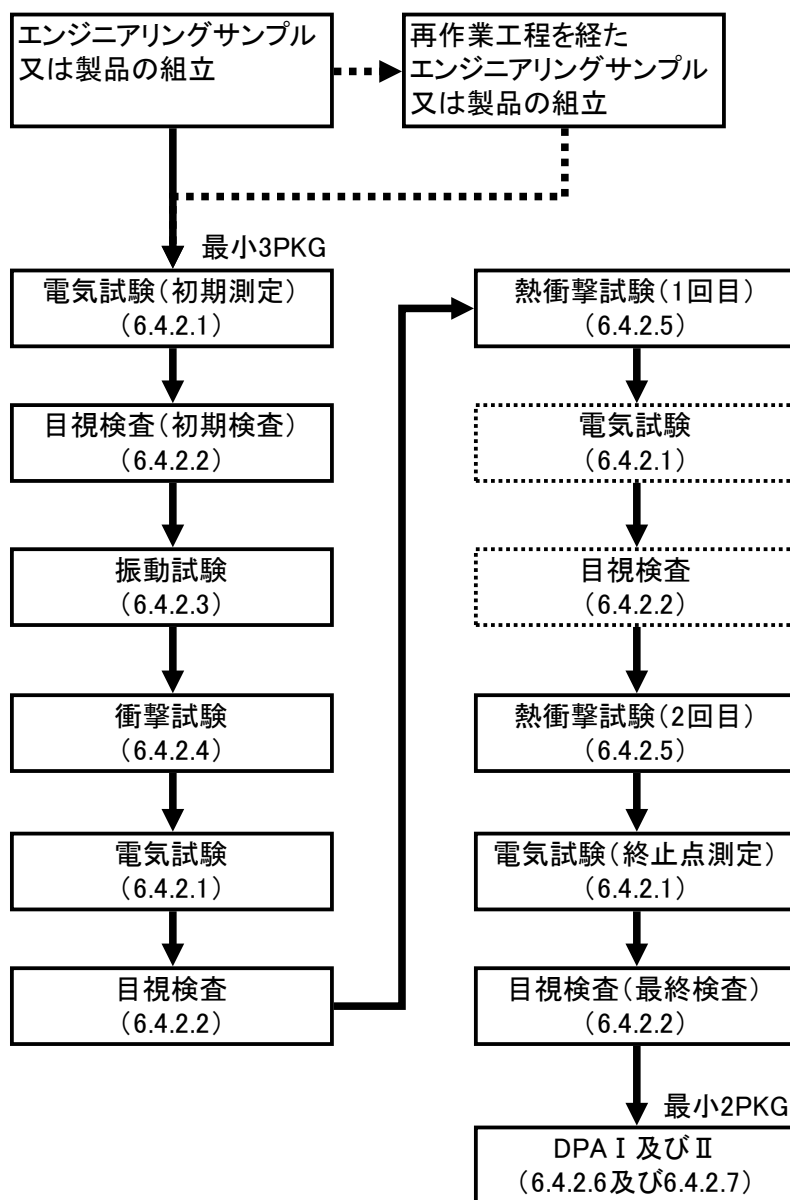 エンジニアリングサンプル
又は製品の組立
再作業工程を経た
エンジニアリングサンプル
又は製品の組立
最小3PKG
電気試験（初期測定）
（6.4.2.1）
目視検査（初期検査）
（6.4.2.2）
振動試験
（6.4.2.3）
衝撃試験
（6.4.2.4）
電気試験
（6.4.2.1）
目視検査
（6.4.2.2）
熱衝撃試験（1回目）
（6.4.2.5）
電気試験
（6.4.2.1）
目視検査
（6.4.2.2）
熱衝撃試験（2回目）
（6.4.2.5）
電気試験（終止点測定）
（6.4.2.1）
目視検査（最終検査）
（6.4.2.2）
最小2PKG
DPAⅠ及びⅡ
（6.4.2.6及び6.4.2.7）